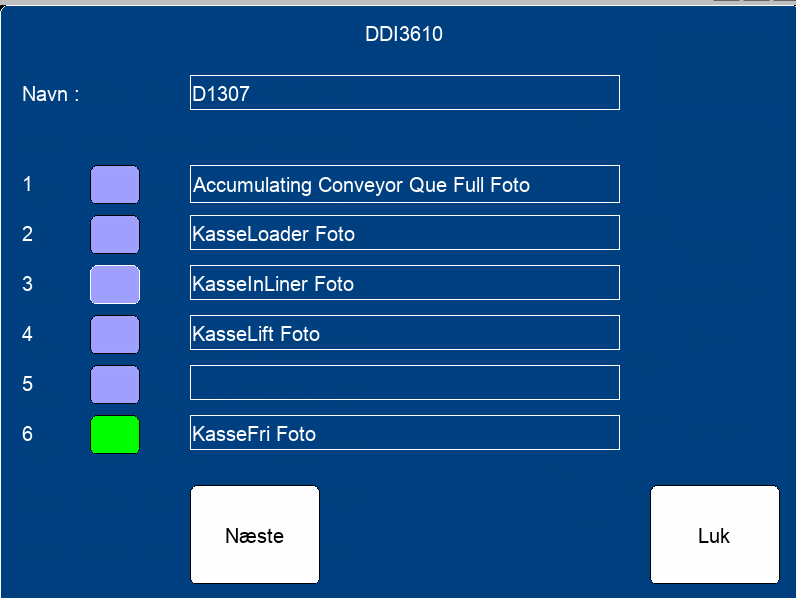 DDI3610
Navn :
D1307
1
Accumulating Conveyor Que Full Foto
2
KasseLoader Foto
3
KasseInLiner Foto
4
KasseLift Foto
5
6
KasseFri Foto
Næste
Luk